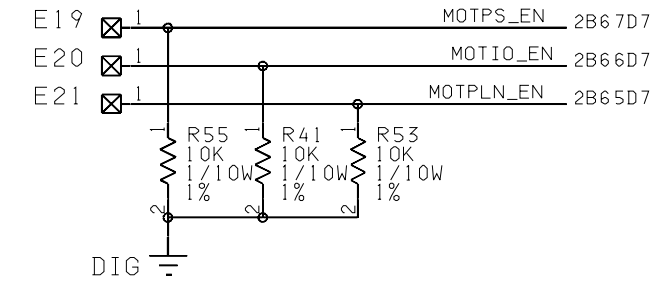 E19 1 MOTPS_EN 2B67D7
E20 1 MOTIO_EN 2B66D7
E21 1 MOTPLN_EN 2B65D7
1 R55 1 R41 1 R53
10K 10K 10K
1/10W 1/10W 1/10W
1% 1% 1%
2 2 2
DIG